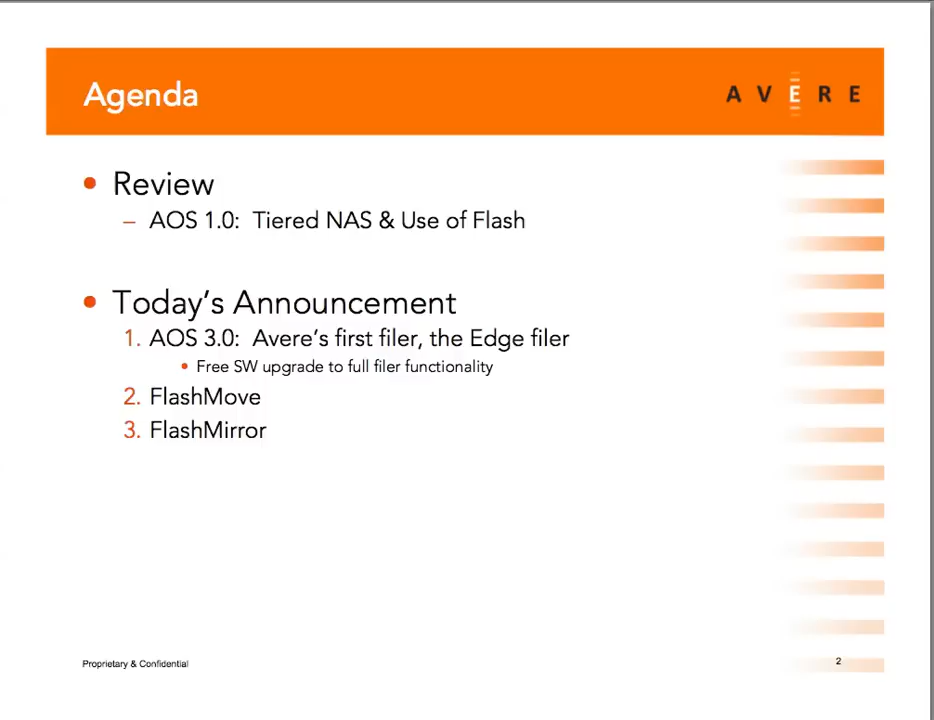 Agenda
A V E R E
• Review
– AOS 1.0: Tiered NAS & Use of Flash
• Today’s Announcement
1. AOS 3.0: Avere’s first filer, the Edge filer
• Free SW upgrade to full filer functionality
2. FlashMove
3. FlashMirror
Proprietary & Confidential
2